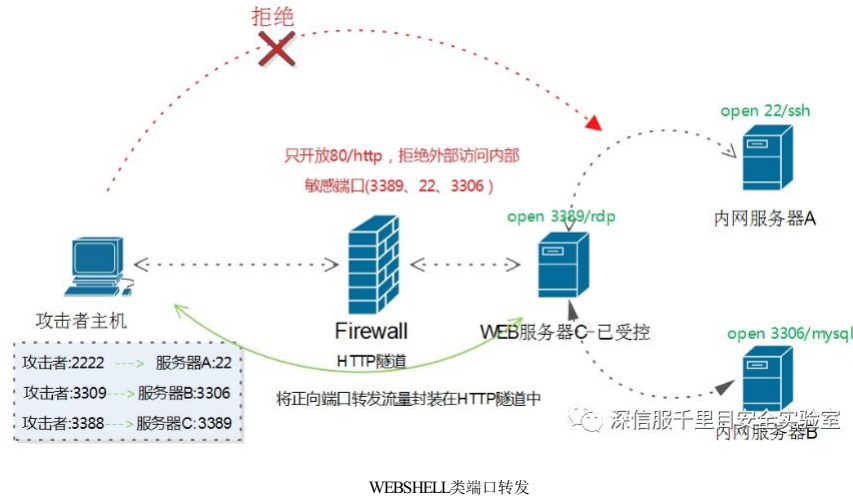 拒绝
open 22/ssh
只开放80/http，拒绝外部访问内部
敏感端口(3389、22、3306）
open 3389/rdp
内网服务器A
攻击者主机
Firewall
WEB服务器C-已受控
open 3306/mysql
HTTP隧道
攻击者:2222 ---> 服务器A:22
攻击者:3309 ---> 服务器B:3306
攻击者:3388 ---> 服务器C:3389
将正向端口转发流量封装在HTTP隧道中
深信服千里目安全实验室
内网服务器B
WEBSHELL类端口转发